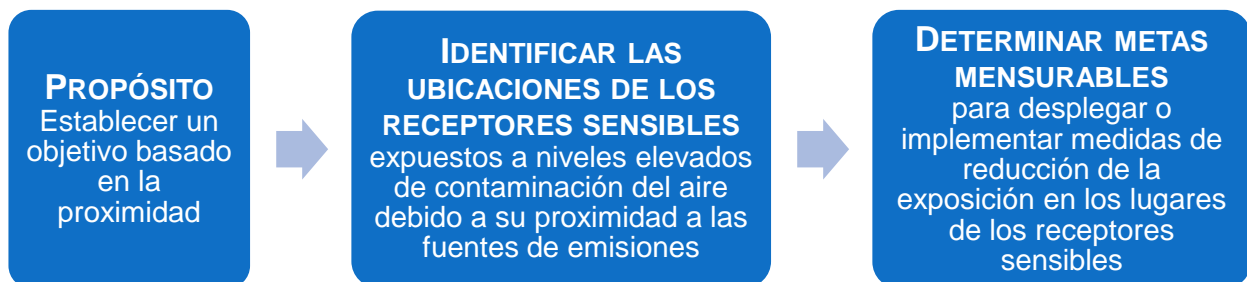 PROPÓSITO
Establecer un
objetivo basado
en la
proximidad
IDENTIFICAR LAS
UBICACIONES DE LOS
RECEPTORES SENSIBLES
expuestos a niveles elevados
de contaminación del aire
debido a su proximidad a las
fuentes de emisiones
DETERMINAR METAS
MENSURABLES
para desplegar o
implementar medidas de
reducción de la
exposición en los lugares
de los receptores
sensibles